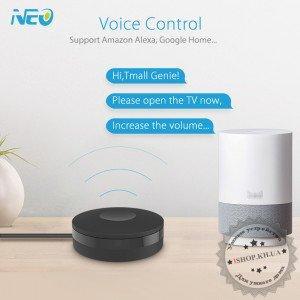 NEO
Voice Control
Support Amazon Alexa, Google Home...
Hi,Tmall Genie!
Please open the TV now,
Increase the volume...
ISHOP.KH.UA